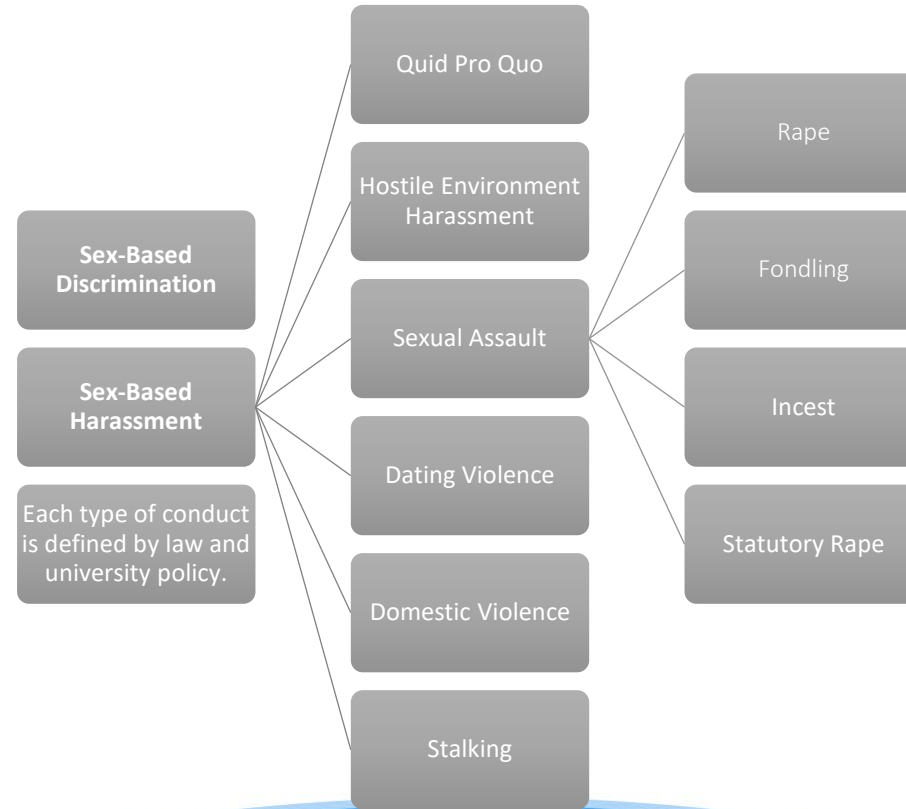 Sex-Based
Discrimination
Sex-Based
Harassment
Each type of conduct
is defined by law and
university policy.
Quid Pro Quo
Hostile Environment
Harassment
Sexual Assault
Dating Violence
Domestic Violence
Stalking
Rape
Fondling
Incest
Statutory Rape